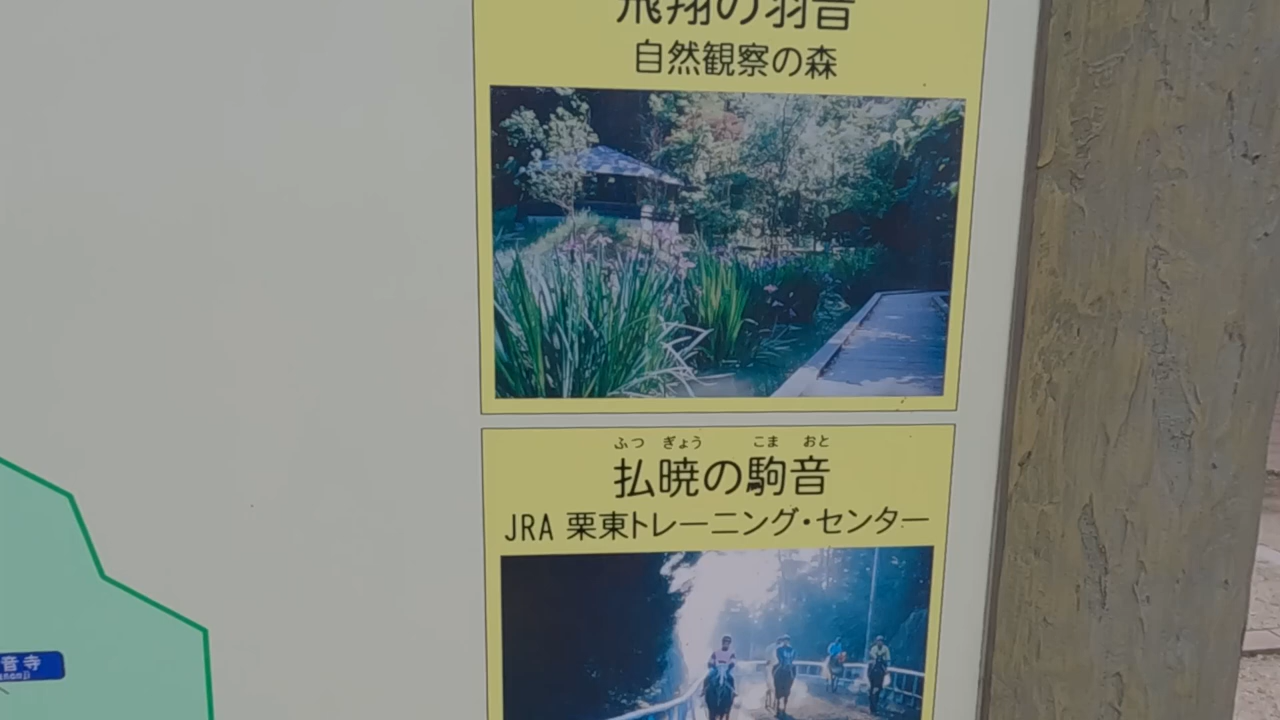 飛翔の羽音
自然観察の森
ふつ ぎょう こま おと
払暁の駒音
JRA 栗東トレーニング・センター
音寺